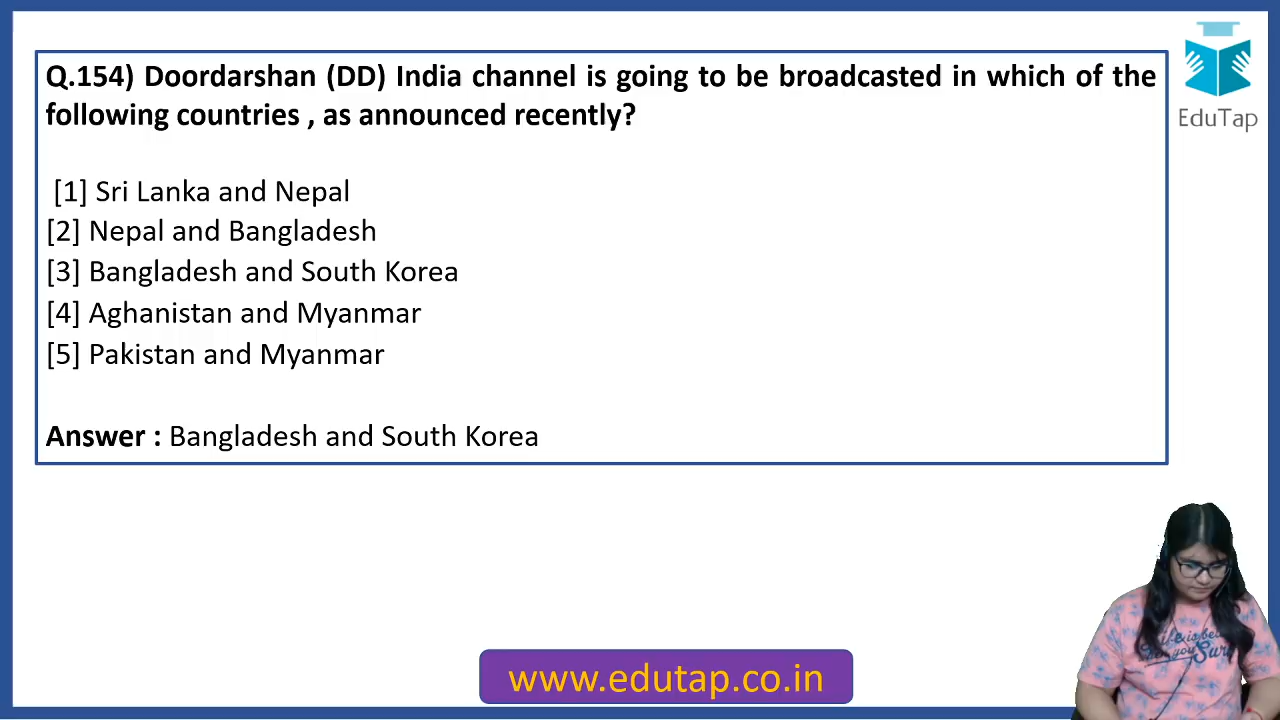 Q.154) Doordarshan (DD) India channel is going to be broadcasted in which of the
following countries , as announced recently?
[1] Sri Lanka and Nepal
[2] Nepal and Bangladesh
[3] Bangladesh and South Korea
[4] Aghanistan and Myanmar
[5] Pakistan and Myanmar
Answer : Bangladesh and South Korea
EduTap
www.edutap.co.in